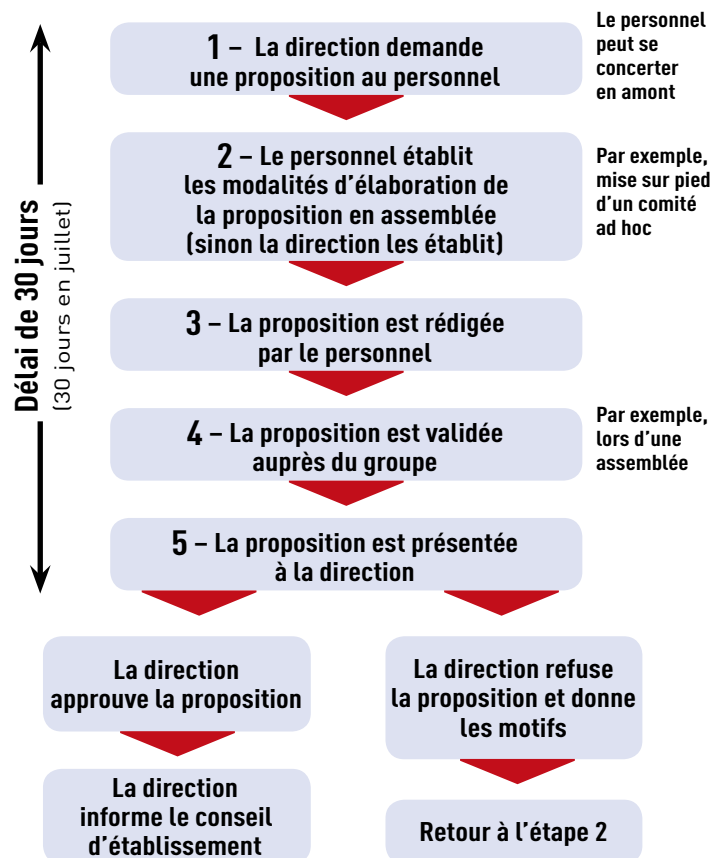 Délai de 30 jours
(30 jours en juillet)
1 – La direction demande
une proposition au personnel
Le personnel
peut se
concerter
en amont
2 – Le personnel établit
les modalités d’élaboration de
la proposition en assemblée
(sinon la direction les établit)
Par exemple,
mise sur pied
d’un comité
ad hoc
3 – La proposition est rédigée
par le personnel
4 – La proposition est validée
auprès du groupe
Par exemple,
lors d’une
assemblée
5 – La proposition est présentée
à la direction
La direction
approuve la proposition
La direction refuse
la proposition et donne
les motifs
La direction
informe le conseil
d’établissement
Retour à l’étape 2